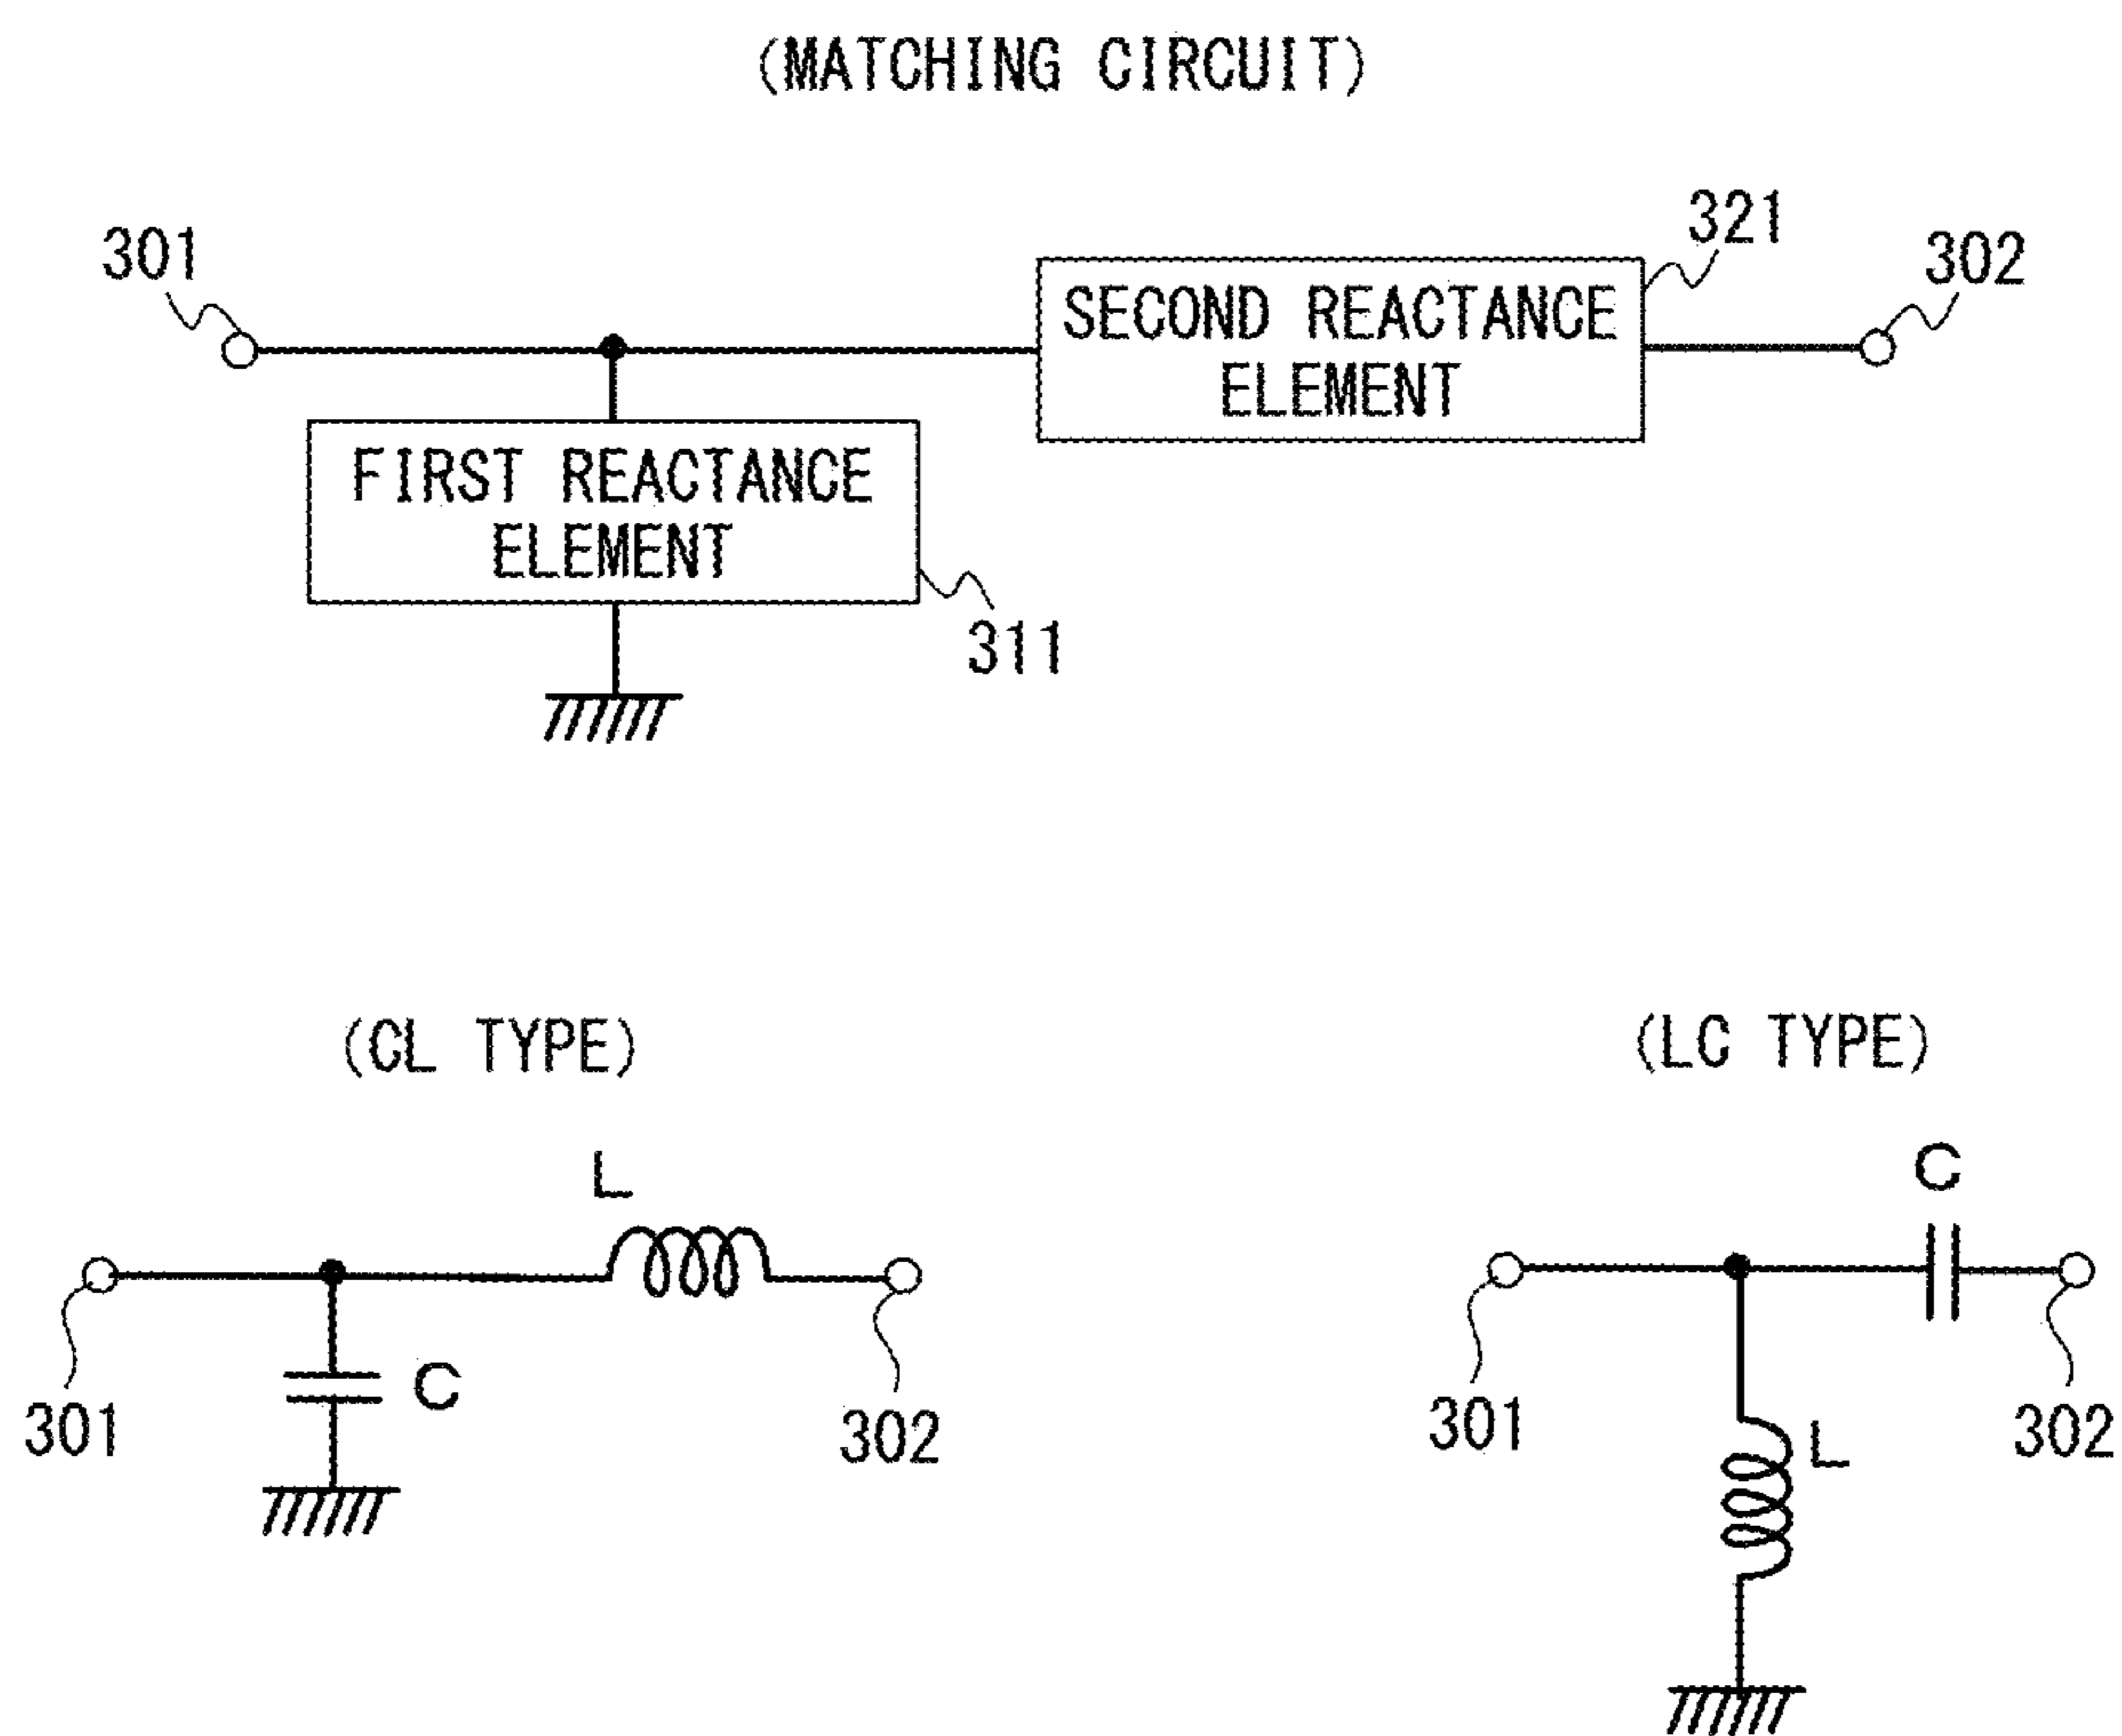 (MATCHING CIRCUIT)
301
321
302
SECOND REACTANCE
ELEMENT
FIRST REACTANCE
ELEMENT
311
(CL TYPE)
(LC TYPE)
L
C
301
302
C
L
301
302